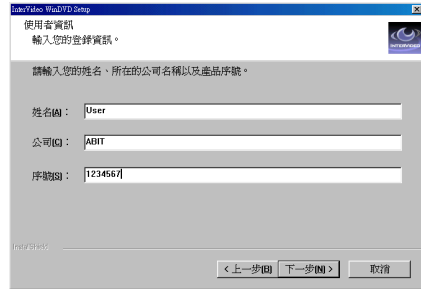 InterVideo WinDVD Setup
使用者資訊
輸入您的登錄資訊。
INTERVIDEO
請輸入您的姓名、所在的公司名稱以及產品序號。
姓名(A)： User
公司(C)： ABIT
序號(S)： 1234567
InstallShield
< 上一步(B) 下一步(N) > 取消